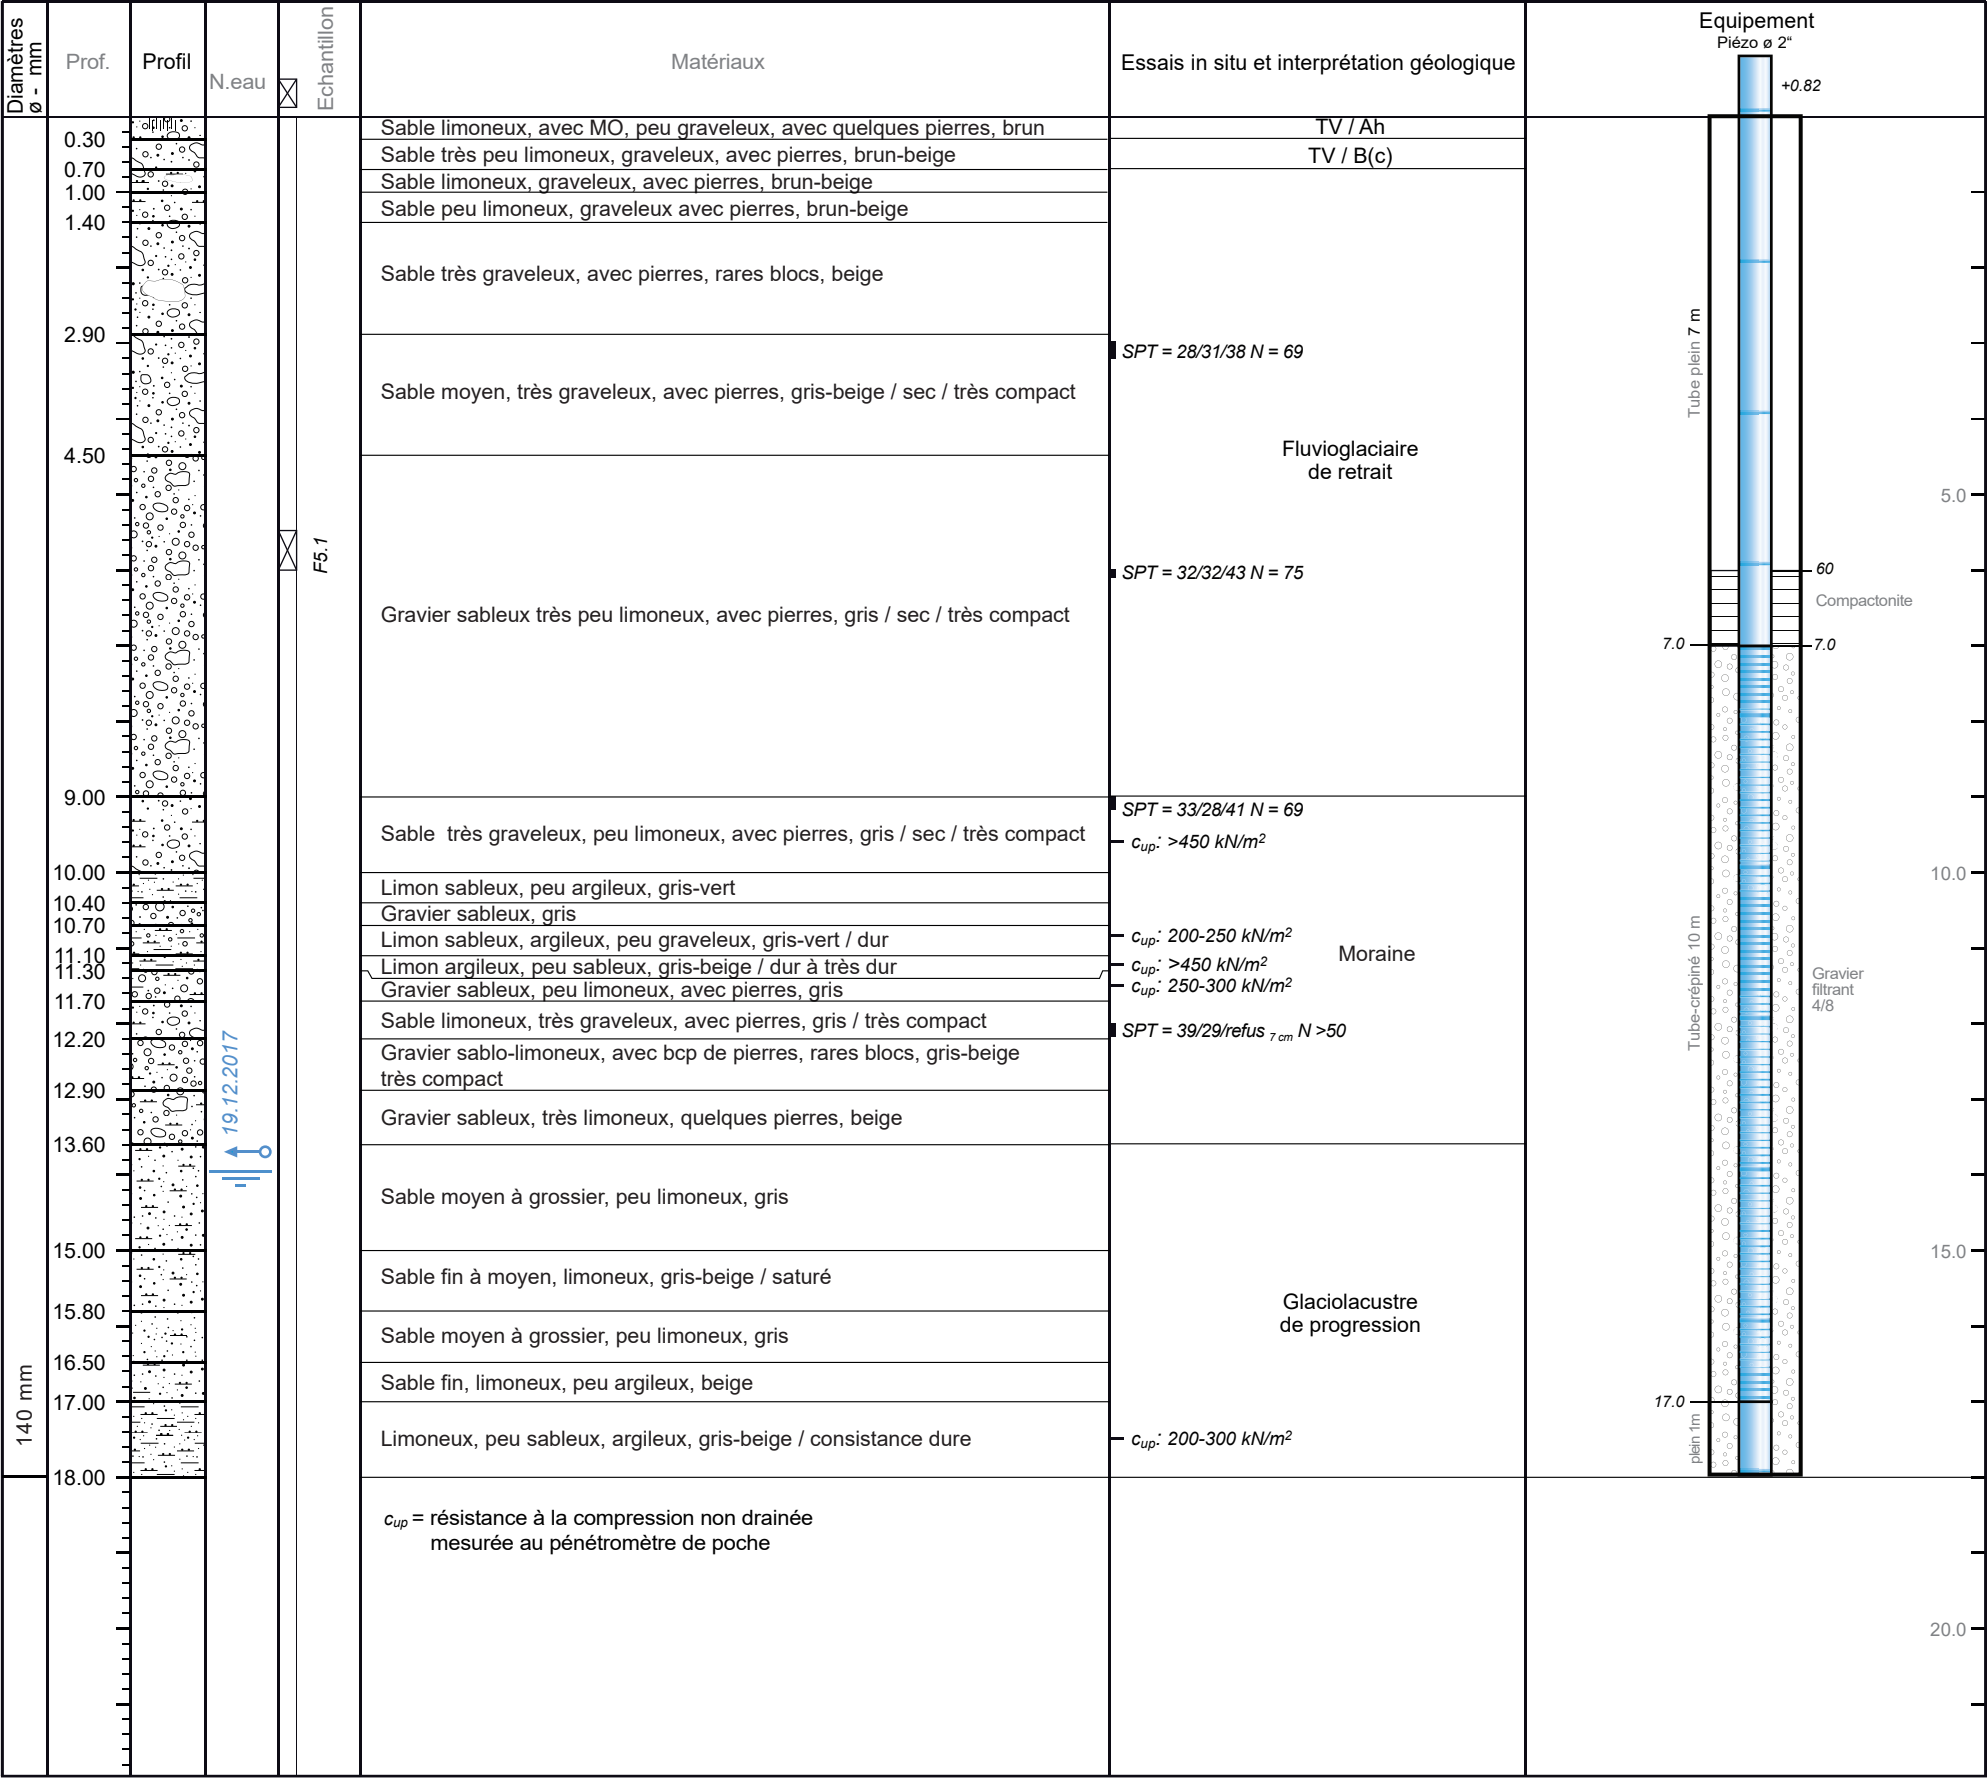 Diamètres
ø - mm
Prof.
Profil
N.eau
Echantillon
Matériaux
Essais in situ et interprétation géologique
Equipement
Piézo ø 2“
+0.82
0.30
Sable limoneux, avec MO, peu graveleux, avec quelques pierres, brun
TV / Ah
0.70
Sable très peu limoneux, graveleux, avec pierres, brun-beige
TV / B(c)
1.00
Sable limoneux, graveleux, avec pierres, brun-beige
1.40
Sable peu limoneux, graveleux avec pierres, brun-beige
2.90
Sable très graveleux, avec pierres, rares blocs, beige
SPT = 28/31/38 N = 69
Tube plein 7 m
4.50
Sable moyen, très graveleux, avec pierres, gris-beige / sec / très compact
Fluvioglaciaire
de retrait
5.0
F5.1
SPT = 32/32/43 N = 75
60
Compactonite
Gravier sableux très peu limoneux, avec pierres, gris / sec / très compact
7.0
7.0
9.00
SPT = 33/28/41 N = 69
Sable très graveleux, peu limoneux, avec pierres, gris / sec / très compact
cup: >450 kN/m2
10.00
10.0
Limon sableux, peu argileux, gris-vert
10.40
Gravier sableux, gris
10.70
Limon sableux, argileux, peu graveleux, gris-vert / dur
cup: 200-250 kN/m2
Moraine
11.10
Limon argileux, peu sableux, gris-beige / dur à très dur
cup: >450 kN/m2
11.30
Gravier sableux, peu limoneux, avec pierres, gris
cup: 250-300 kN/m2
Tube-crépiné 10 m
Gravier
filtrant
4/8
11.70
Sable limoneux, très graveleux, avec pierres, gris / très compact
SPT = 39/29/refus 7 cm N >50
12.20
Gravier sablo-limoneux, avec bcp de pierres, rares blocs, gris-beige
très compact
12.90
19.12.2017
Gravier sableux, très limoneux, quelques pierres, beige
13.60
Sable moyen à grossier, peu limoneux, gris
15.00
15.0
Sable fin à moyen, limoneux, gris-beige / saturé
15.80
Glaciolacustre
de progression
Sable moyen à grossier, peu limoneux, gris
16.50
Sable fin, limoneux, peu argileux, beige
17.00
17.0
140 mm
Limoneux, peu sableux, argileux, gris-beige / consistance dure
cup: 200-300 kN/m2
plein 1m
18.00
cup = résistance à la compression non drainée
mesurée au pénétromètre de poche
20.0